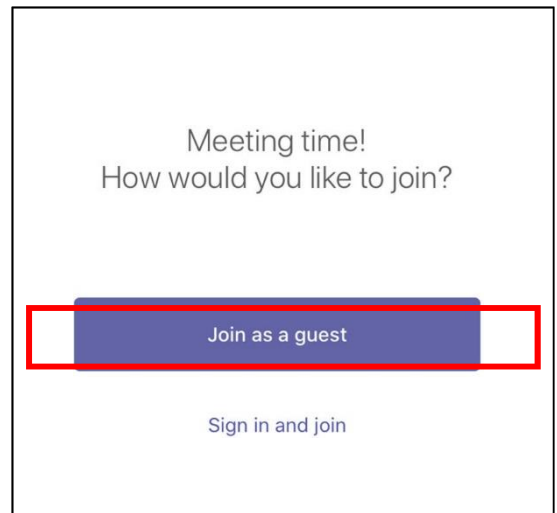 Meeting time!
How would you like to join?
Join as a guest
Sign in and join